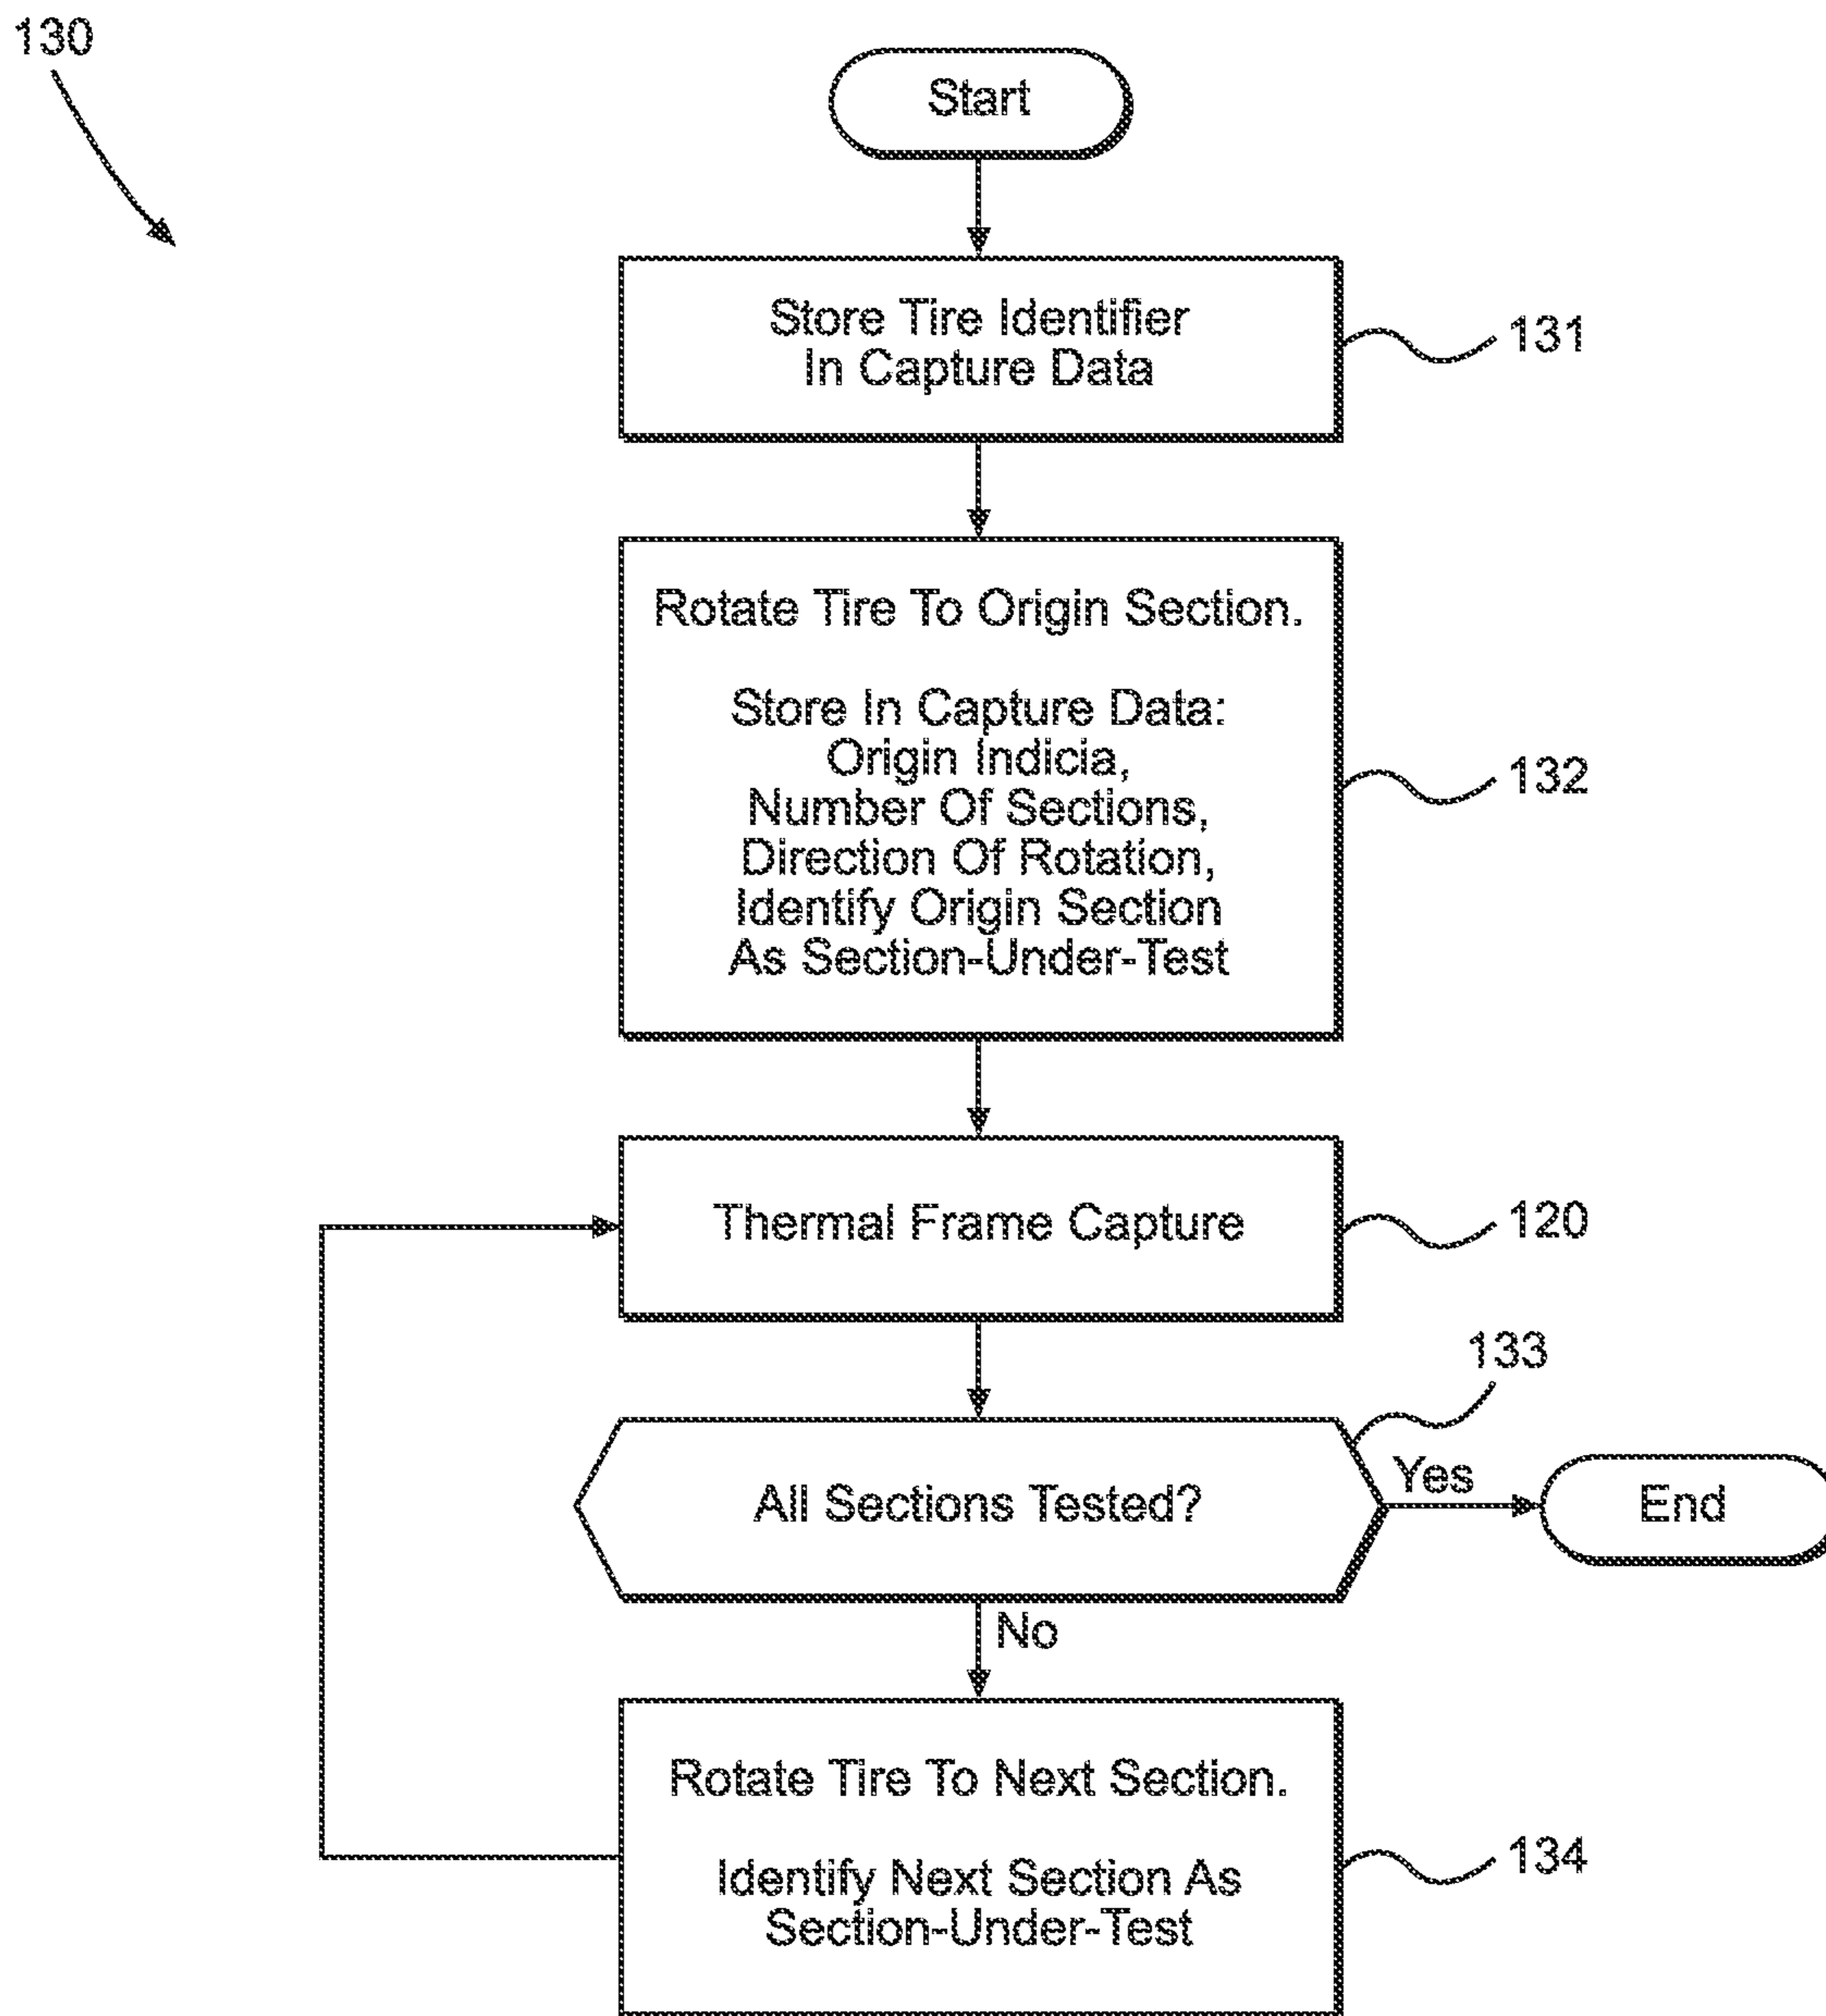 130
Start
Store Tire Identifier
In Capture Data
131
Rotate Tire To Origin Section.
Store In Capture Data:
Origin Indicia,
Number Of Sections,
Direction Of Rotation,
Identify Origin Section
As Section-Under-Test
132
Thermal Frame Capture
120
133
All Sections Tested?
Yes
End
No
Rotate Tire To Next Section.
Identify Next Section As
Section-Under-Test
134